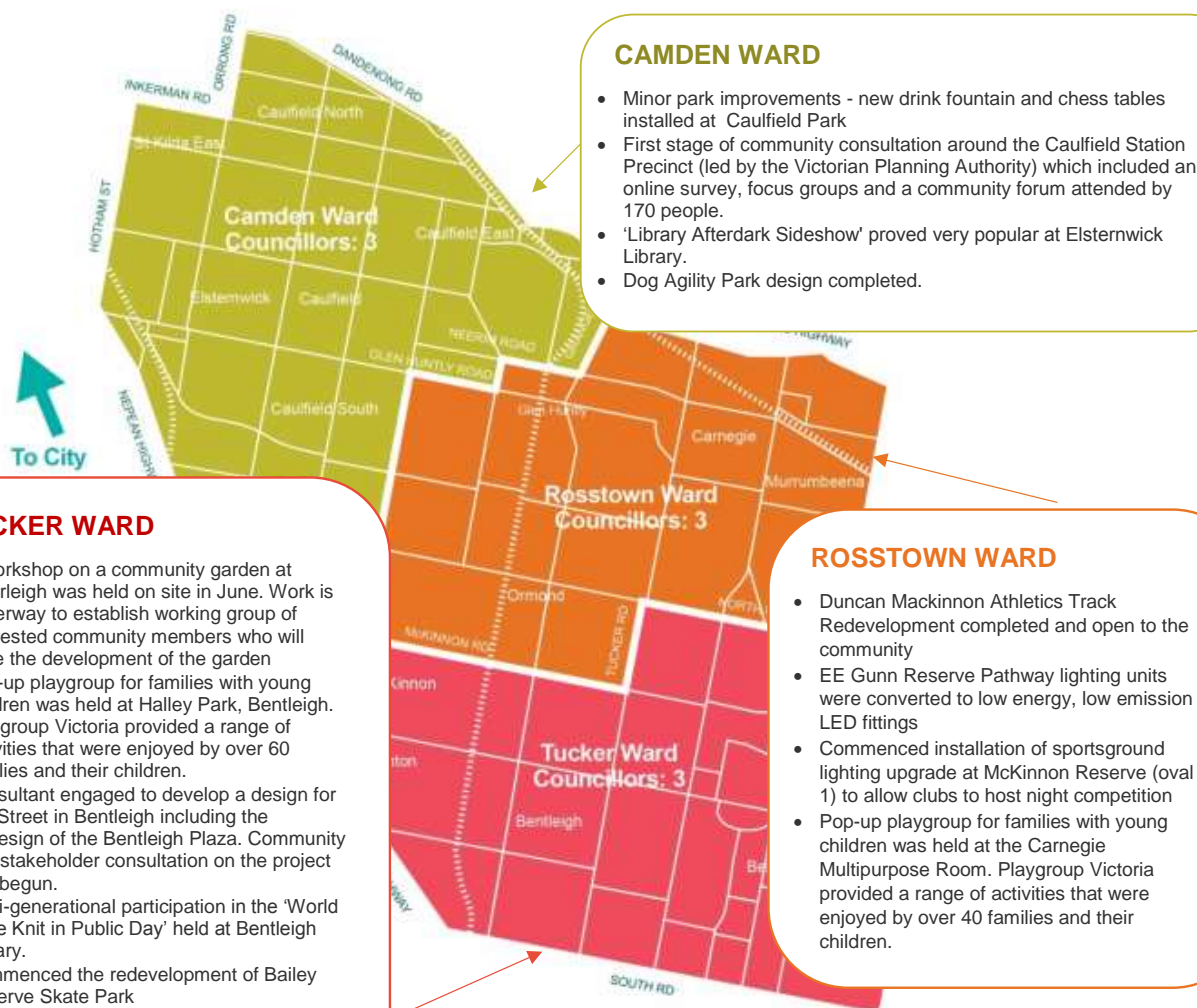 CAMDEN WARD
• Minor park improvements - new drink fountain and chess tables
installed at Caulfield Park
• First stage of community consultation around the Caulfield Station
Precinct (led by the Victorian Planning Authority) which included an
online survey, focus groups and a community forum attended by
170 people.
• ‘Library Afterdark Sideshow' proved very popular at Elsternwick
Library.
• Dog Agility Park design completed.
ORRONG RD
DANDENONG RD
INKERMAN RD
Caulfield North
St Kilda East
HOTHAM ST
Camden Ward
Councillors: 3
Caulfield East
Elsternwick
Caulfield
NEERIM ROAD
GLEN HUNTLY ROAD
HIGHWAY
Caulfield South
NEPEAN HIGHW
To City
Glen Huntly
Carnegie
Murrumbeena
Rosstown Ward
Councillors: 3
Ormond
NORTH
TUCKER RD
McKINNON RD
Kinnon
Tucker Ward
Councillors: 3
ton
Bentleigh
Be
WAY
SOUTH RD
CKER WARD
orkshop on a community garden at
rleigh was held on site in June. Work is
erway to establish working group of
rested community members who will
e the development of the garden
-up playgroup for families with young
dren was held at Halley Park, Bentleigh.
group Victoria provided a range of
vities that were enjoyed by over 60
lies and their children.
sultant engaged to develop a design for
Street in Bentleigh including the
esign of the Bentleigh Plaza. Community
stakeholder consultation on the project
begun.
i-generational participation in the ‘World
e Knit in Public Day’ held at Bentleigh
ary.
mmenced the redevelopment of Bailey
erve Skate Park
ROSSTOWN WARD
• Duncan Mackinnon Athletics Track
Redevelopment completed and open to the
community
• EE Gunn Reserve Pathway lighting units
were converted to low energy, low emission
LED fittings
• Commenced installation of sportsground
lighting upgrade at McKinnon Reserve (oval
1) to allow clubs to host night competition
• Pop-up playgroup for families with young
children was held at the Carnegie
Multipurpose Room. Playgroup Victoria
provided a range of activities that were
enjoyed by over 40 families and their
children.